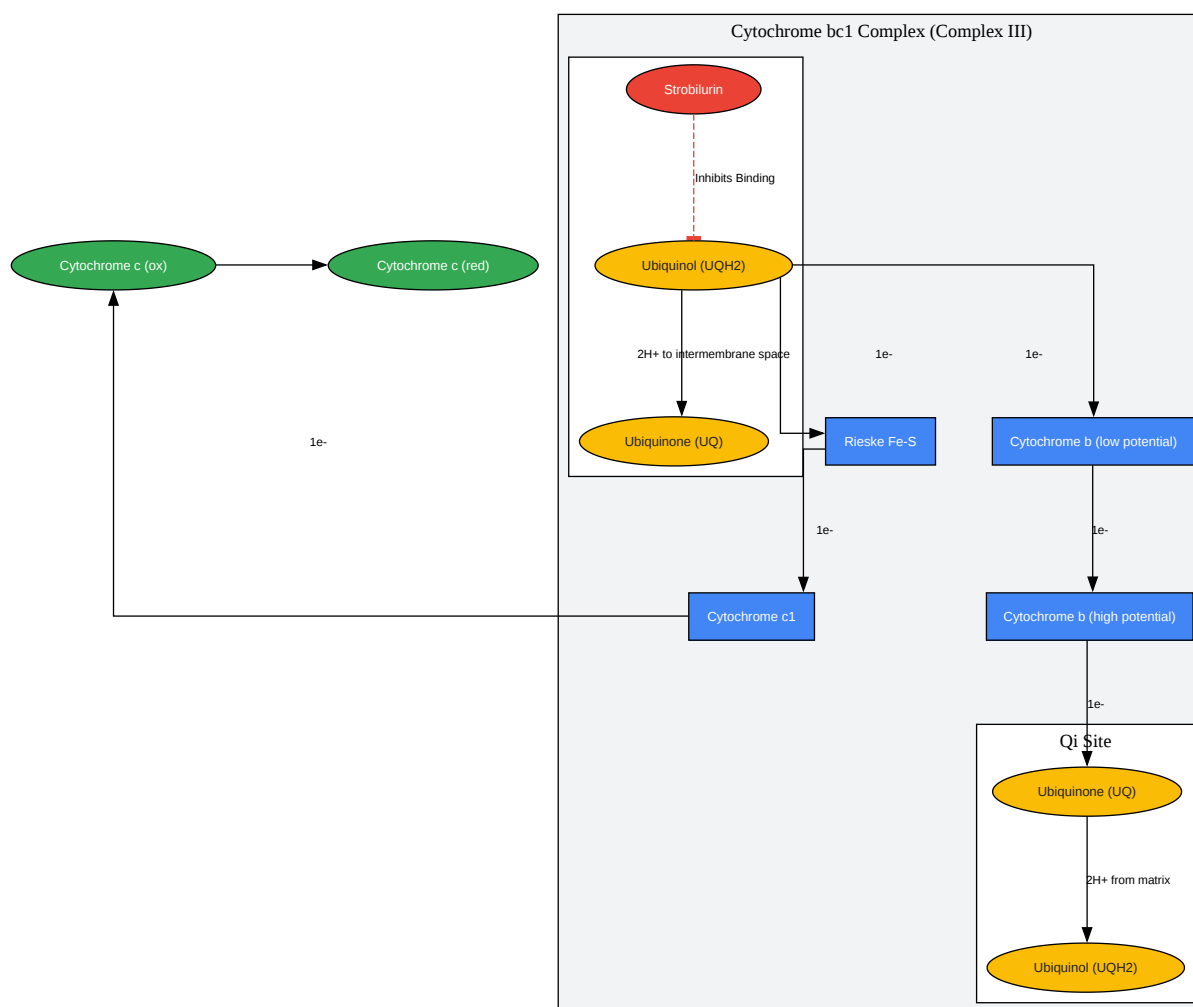 Cytochrome bc1 Complex (Complex III)
Strobilurin
Inhibits Binding
Cytochrome c (ox)
Cytochrome c (red)
Ubiquinol (UQH2)
2H+ to intermembrane space
1e-
1e-
Ubiquinone (UQ)
Rieske Fe-S
Cytochrome b (low potential)
1e-
1e-
1e-
Cytochrome c1
Cytochrome b (high potential)
1e-
Qi Site
Ubiquinone (UQ)
2H+ from matrix
Ubiquinol (UQH2)